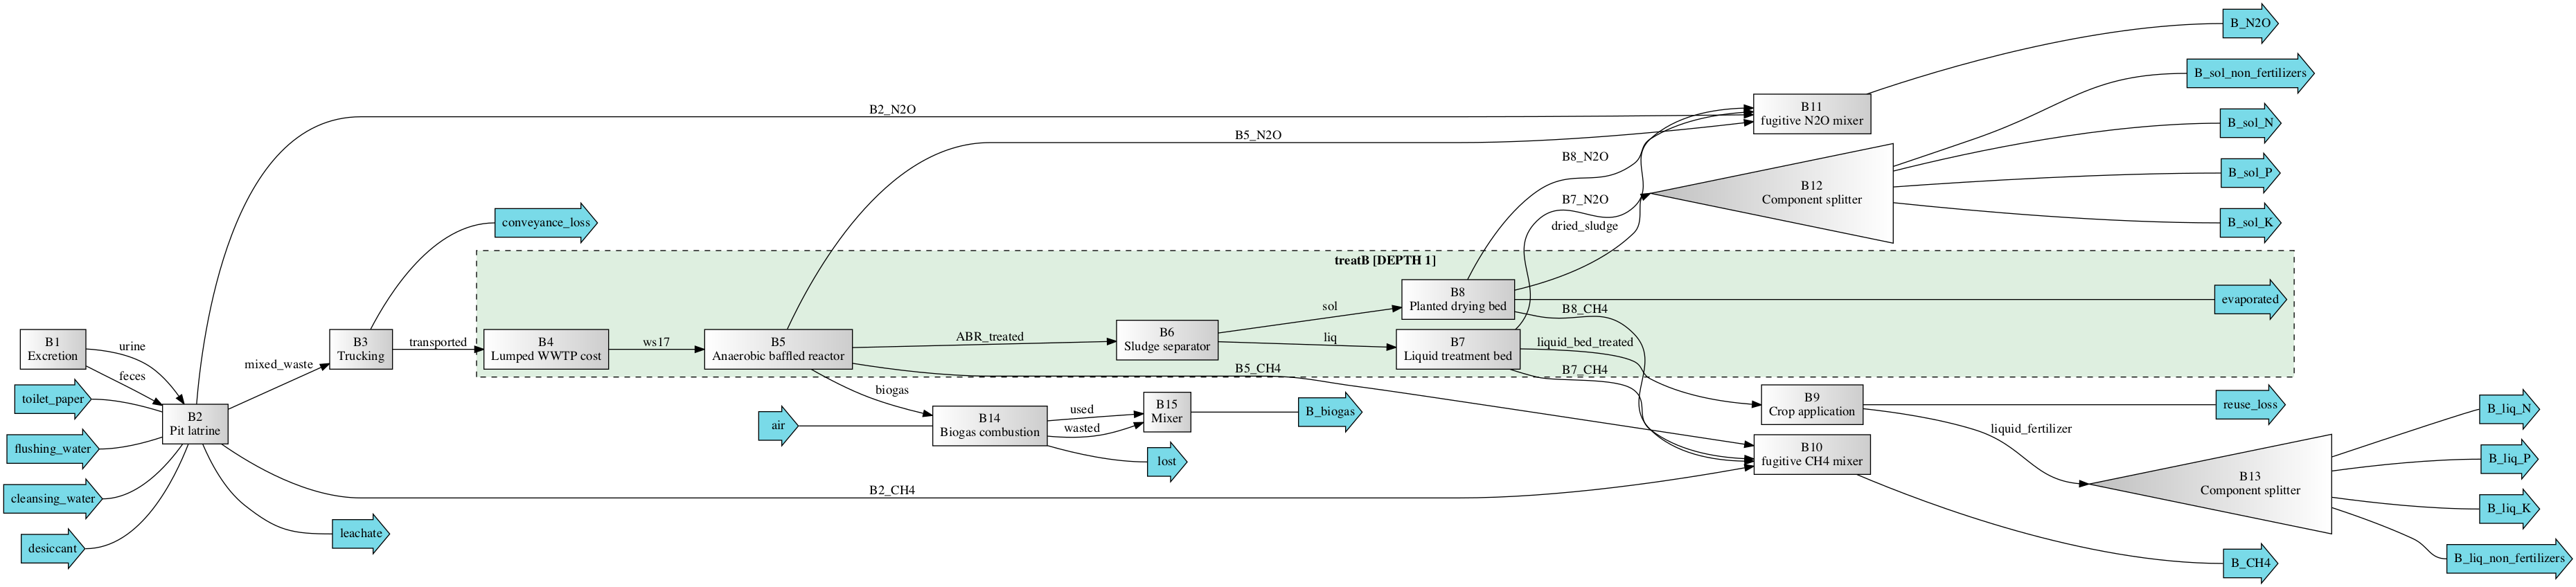 B_N2O
B_sol_non_fertilizers
B2_N2O
B11
fugitive N2O mixer
B_sol_N
B5_N2O
B8_N2O
B_sol_P
B12
Component splitter
B7_N2O
conveyance_loss
dried_sludge
B_sol_K
treatB [DEPTH 1]
B8
Planted drying bed
evaporated
sol
B8_CH4
B1
Excretion
urine
feces
B3
Trucking
transported
B4
Lumped WWTP cost
ws17
B5
Anaerobic baffled reactor
ABR_treated
B6
Sludge separator
liq
B7
Liquid treatment bed
liquid_bed_treated
B7_CH4
B5_CH4
mixed_waste
toilet_paper
B2
Pit latrine
biogas
air
B14
Biogas combustion
used
wasted
B15
Mixer
B_biogas
B9
Crop application
reuse_loss
liquid_fertilizer
B_liq_N
flushing_water
lost
B10
fugitive CH4 mixer
B_liq_P
cleansing_water
B2_CH4
B13
Component splitter
B_liq_K
leachate
desiccant
B_CH4
B_liq_non_fertilizers